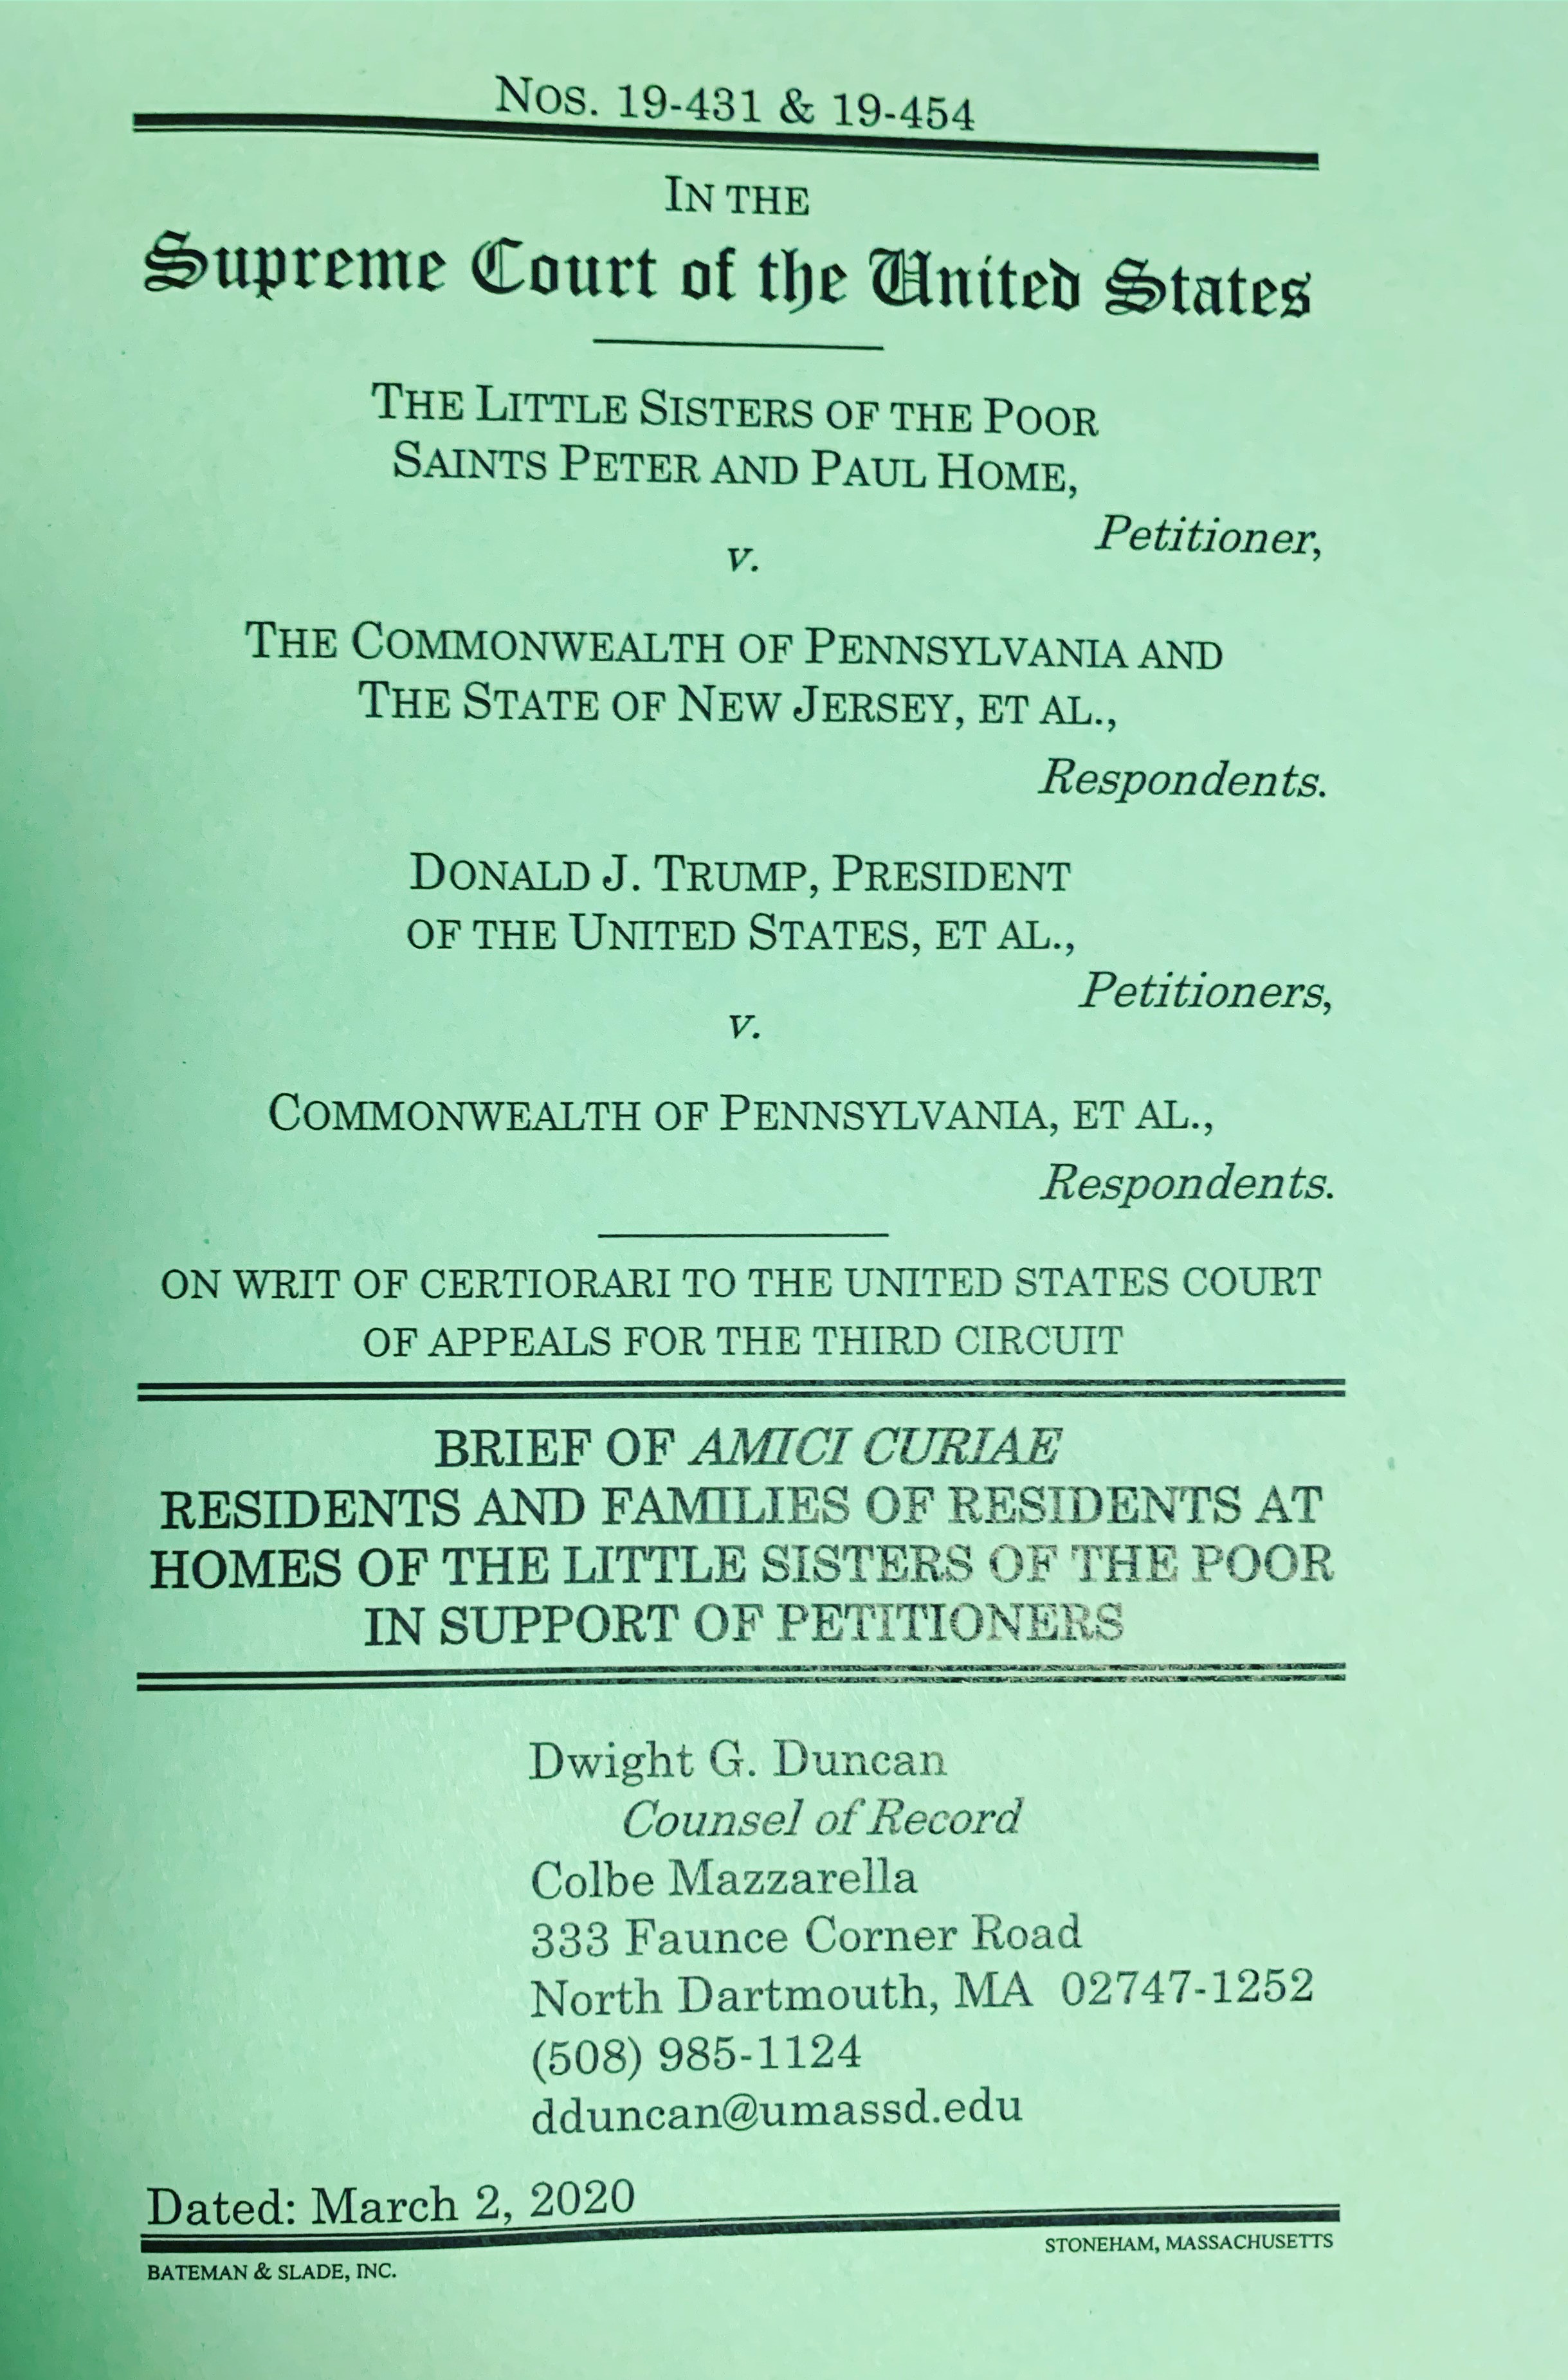 NOS. 19-431 & 19-454
IN THE
Supreme Court of the United States
THE LITTLE SISTERS OF THE POOR
SAINTS PETER AND PAUL HOME,
Petitioner,
v.
THE COMMONWEALTH OF PENNSYLVANIA AND
THE STATE OF NEW JERSEY, ET AL.,
Respondents.
DONALD J. TRUMP, PRESIDENT
OF THE UNITED STATES, ET AL.,
Petitioners,
v.
COMMONWEALTH OF PENNSYLVANIA, ET AL.,
Respondents.
ON WRIT OF CERTIORARI TO THE UNITED STATES COURT
OF APPEALS FOR THE THIRD CIRCUIT
BRIEF OF AMICI CURIAE
RESIDENTS AND FAMILIES OF RESIDENTS AT
HOMES OF THE LITTLE SISTERS OF THE POOR
IN SUPPORT OF PETITIONERS
Dwight G. Duncan
Counsel of Record
Colbe Mazzarella
333 Faunce Corner Road
North Dartmouth, MA 02747-1252
(508) 985-1124
dduncan@umassd.edu
Dated: March 2, 2020
BATEMAN & SLADE, INC.
STONEHAM, MASSACHUSETTS